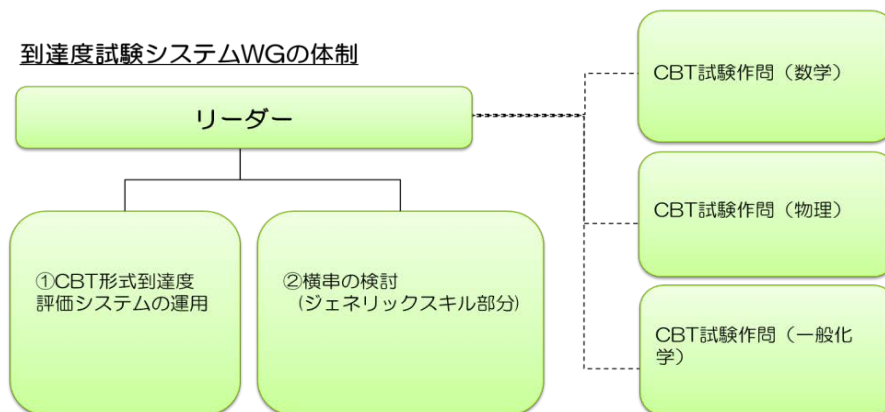 到達度試験システムWGの体制
リーダー
①CBT形式到達度
評価システムの運用
②横串の検討
(ジェネリックスキル部分)
CBT試験作問（数学）
CBT試験作問（物理）
CBT試験作問（一般化
学）